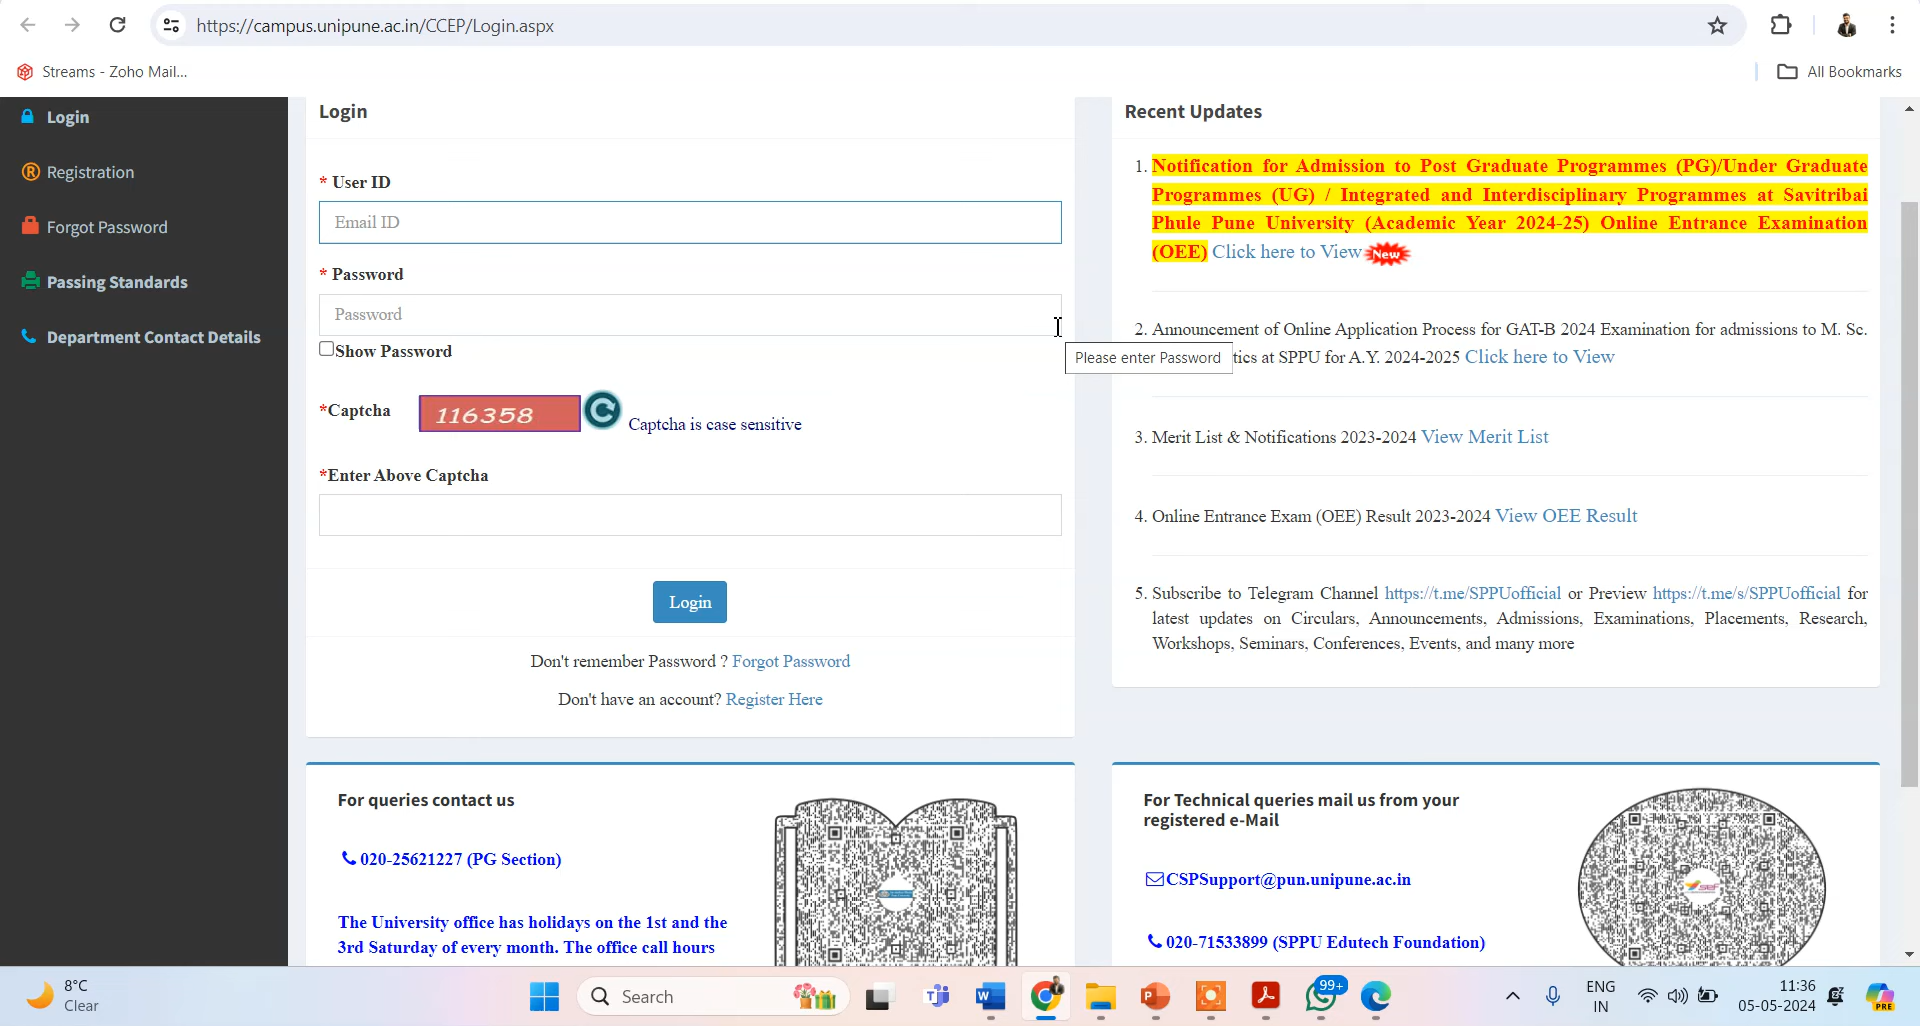 https://campus.unipune.ac.in/CCEP/Login.aspx
Streams - Zoho Mail...
All Bookmarks
Login
Registration
Forgot Password
Passing Standards
Department Contact Details
Login
* User ID
Email ID
* Password
Password
Show Password
Please enter Password
*Captcha
116358
Captcha is case sensitive
*Enter Above Captcha
Login
Don't remember Password ? Forgot Password
Don't have an account? Register Here
Recent Updates
1. Notification for Admission to Post Graduate Programmes (PG)/Under Graduate
Programmes (UG) / Integrated and Interdisciplinary Programmes at Savitribai
Phule Pune University (Academic Year 2024-25) Online Entrance Examination
(OEE) Click here to View New
2. Announcement of Online Application Process for GAT-B 2024 Examination for admissions to M. Sc.
tics at SPPU for A.Y. 2024-2025 Click here to View
3. Merit List & Notifications 2023-2024 View Merit List
4. Online Entrance Exam (OEE) Result 2023-2024 View OEE Result
5. Subscribe to Telegram Channel https://t.me/SPPUofficial or Preview https://t.me/s/SPPUofficial for
latest updates on Circulars, Announcements, Admissions, Examinations, Placements, Research,
Workshops, Seminars, Conferences, Events, and many more
For queries contact us
020-25621227 (PG Section)
The University office has holidays on the 1st and the
3rd Saturday of every month. The office call hours
For Technical queries mail us from your
registered e-Mail
CSPSupport@pun.unipune.ac.in
020-71533899 (SPPU Edutech Foundation)
8°C
Clear
Search
99+
ENG
IN
11:36
05-05-2024
PRE